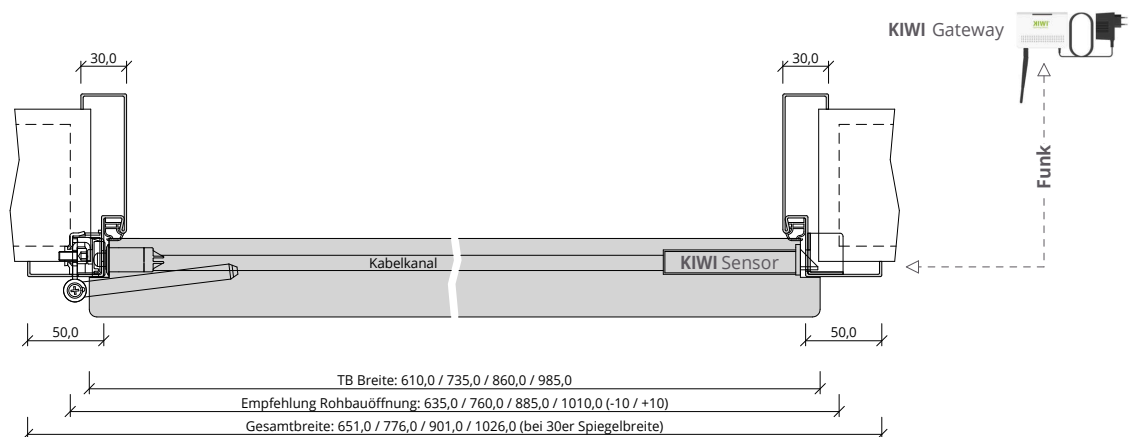 KIWI Gateway
KIWI
30,0
30,0
Funk
Kabelkanal
KIWI Sensor
50,0
50,0
TB Breite: 610,0 / 735,0 / 860,0 / 985,0
Empfehlung Rohbauöffnung: 635,0 / 760,0 / 885,0 / 1010,0 (-10 / +10)
Gesamtbreite: 651,0 / 776,0 / 901,0 / 1026,0 (bei 30er Spiegelbreite)